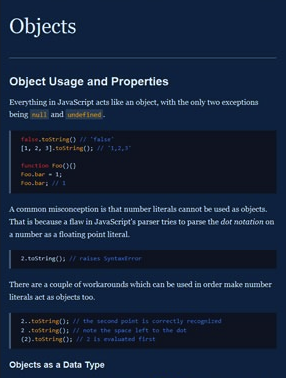 Objects
Object Usage and Properties
Everything in JavaScript acts like an object, with the only two exceptions
being null and undefined.
false.toString() // 'false'
[1, 2, 3].toString(); // '1,2,3'
function Foo(){}
Foo.bar = 1;
Foo.bar; // 1
A common misconception is that number literals cannot be used as objects.
That is because a flaw in JavaScript's parser tries to parse the dot notation on
a number as a floating point literal.
2.toString(); // raises SyntaxError
There are a couple of workarounds which can be used in order make number
literals act as objects too.
2..toString(); // the second point is correctly recognized
2 .toString(); // note the space left to the dot
(2).toString(); // 2 is evaluated first
Objects as a Data Type